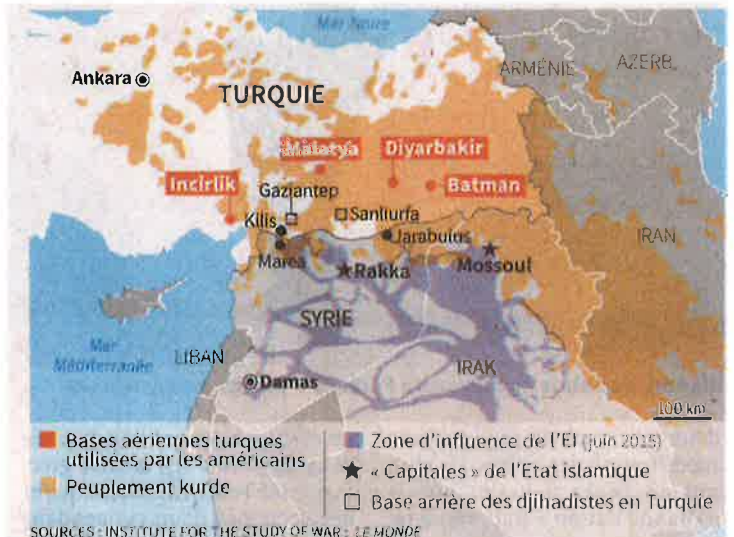 Mer Noire
ARMÉNIE
AZERB.
Ankara
TURQUIE
Malatya
Diyarbakir
Incirlik
Batman
Gaziantep
Sanliurfa
Kilis
Jarabulus
IRAN
Marea
Rakka
Mossoul
SYRIE
Mer
Méditerranée
LIBAN
IRAK
Damas
100 km
Bases aériennes turques
utilisées par les américains
Peuplement kurde
Zone d'influence de l'EI (juin 2015)
« Capitales » de l'Etat islamique
Base arrière des djihadistes en Turquie
SOURCES : INSTITUTE FOR THE STUDY OF WAR ; LE MONDE